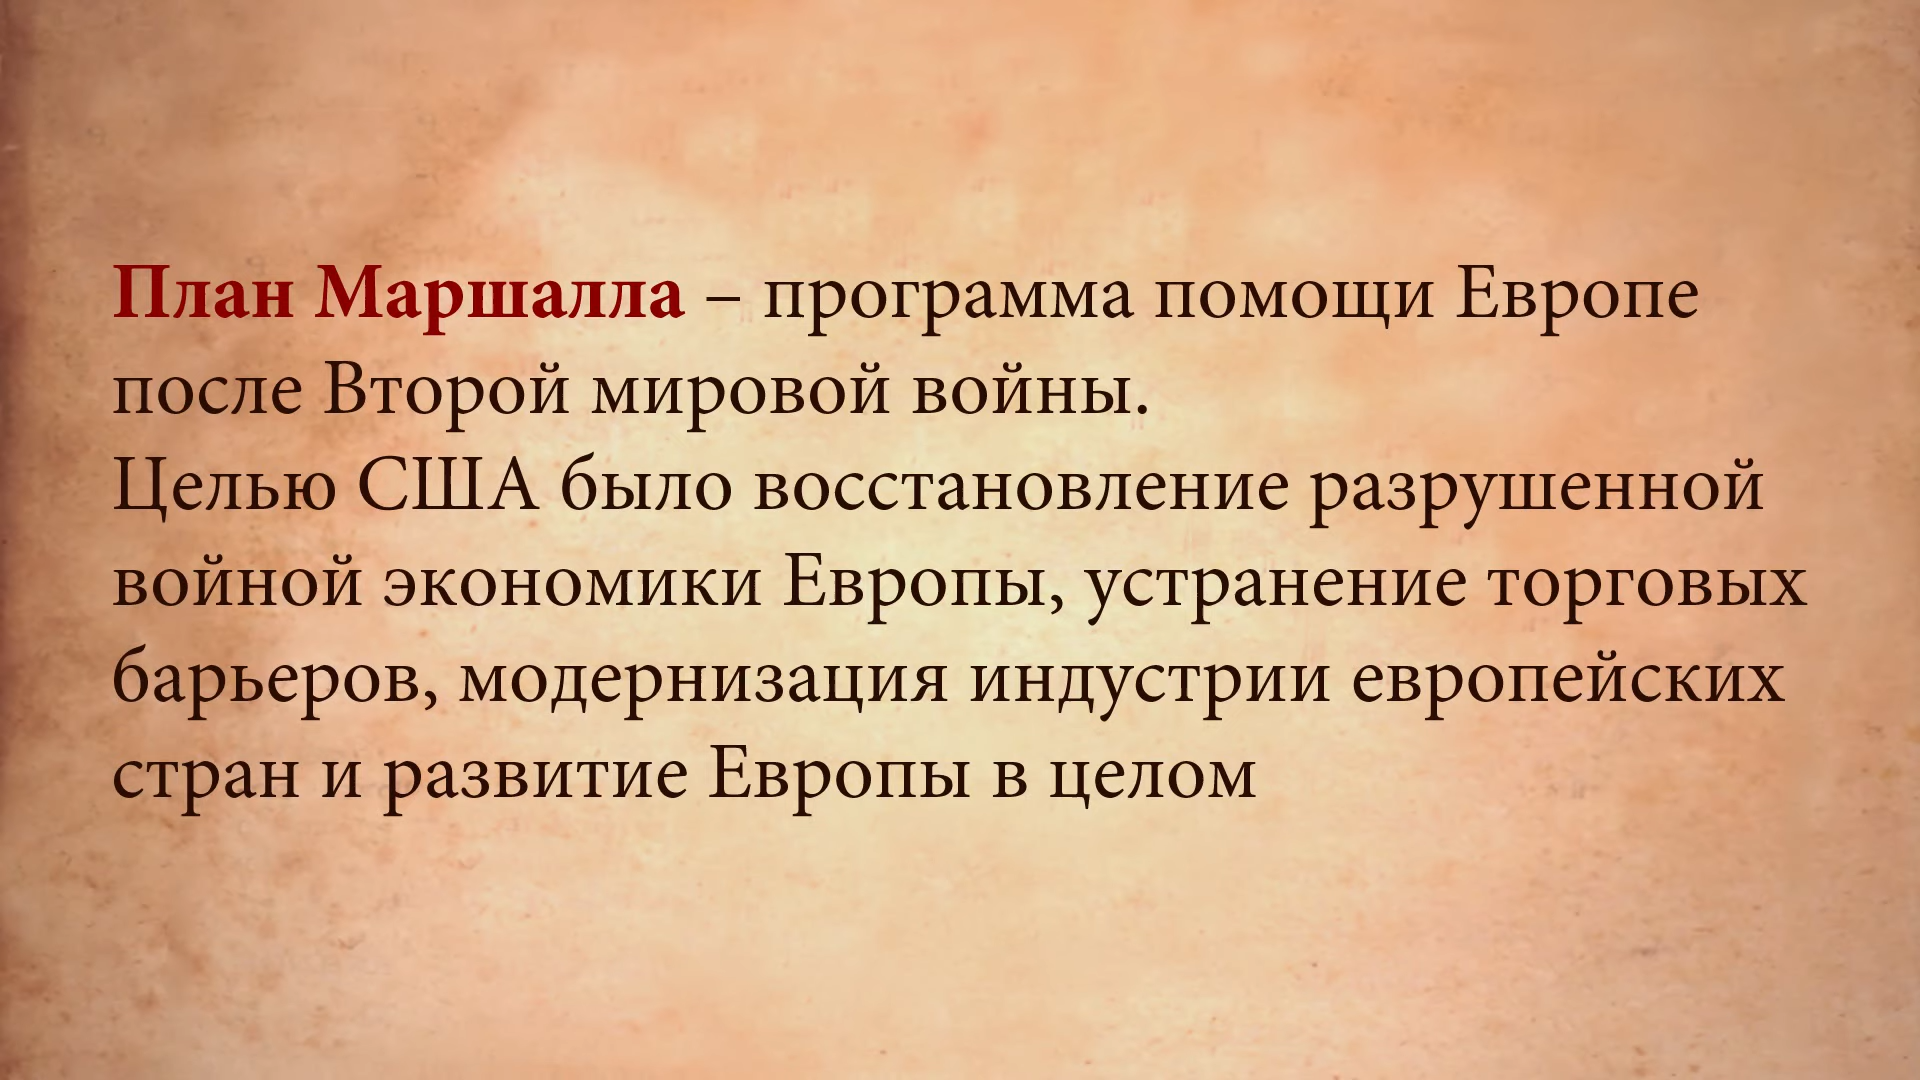 План Маршалла – программа помощи Европе
после Второй мировой войны.
Целью США было восстановление разрушенной
войной экономики Европы, устранение торговых
барьеров, модернизация индустрии европейских
стран и развитие Европы в целом